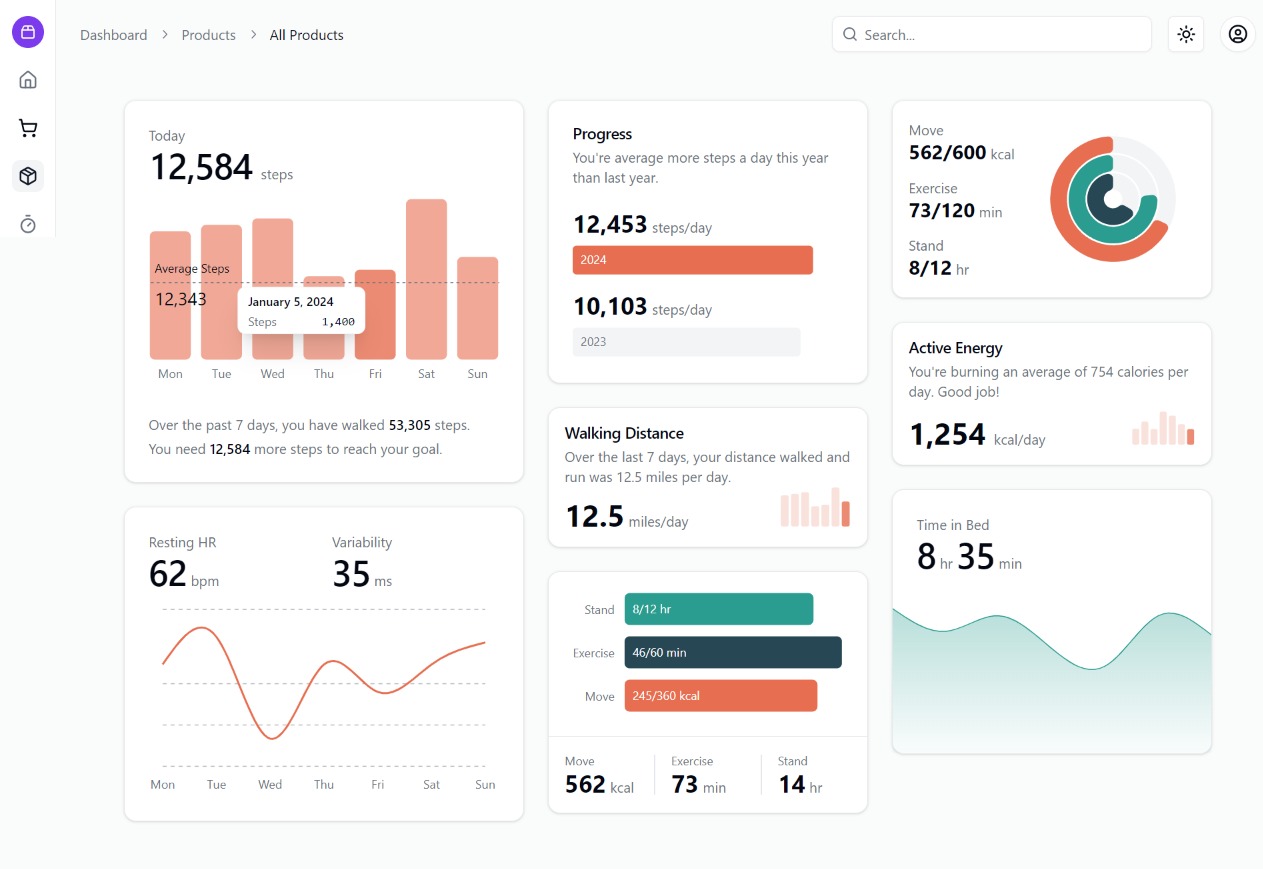 Dashboard > Products > All Products
Search...
Today
12,584 steps
Average Steps
12,343
January 5, 2024
Steps 1,400
Mon Tue Wed Thu Fri Sat Sun
Over the past 7 days, you have walked 53,305 steps.
You need 12,584 more steps to reach your goal.
Resting HR
62 bpm
Variability
35 ms
Mon Tue Wed Thu Fri Sat Sun
Progress
You're average more steps a day this year
than last year.
12,453 steps/day
2024
10,103 steps/day
2023
Walking Distance
Over the last 7 days, your distance walked and
run was 12.5 miles per day.
12.5 miles/day
Stand 8/12 hr
Exercise 46/60 min
Move 245/360 kcal
Move
562 kcal
Exercise
73 min
Stand
14 hr
Move
562/600 kcal
Exercise
73/120 min
Stand
8/12 hr
Active Energy
You're burning an average of 754 calories per
day. Good job!
1,254 kcal/day
Time in Bed
8 hr 35 min